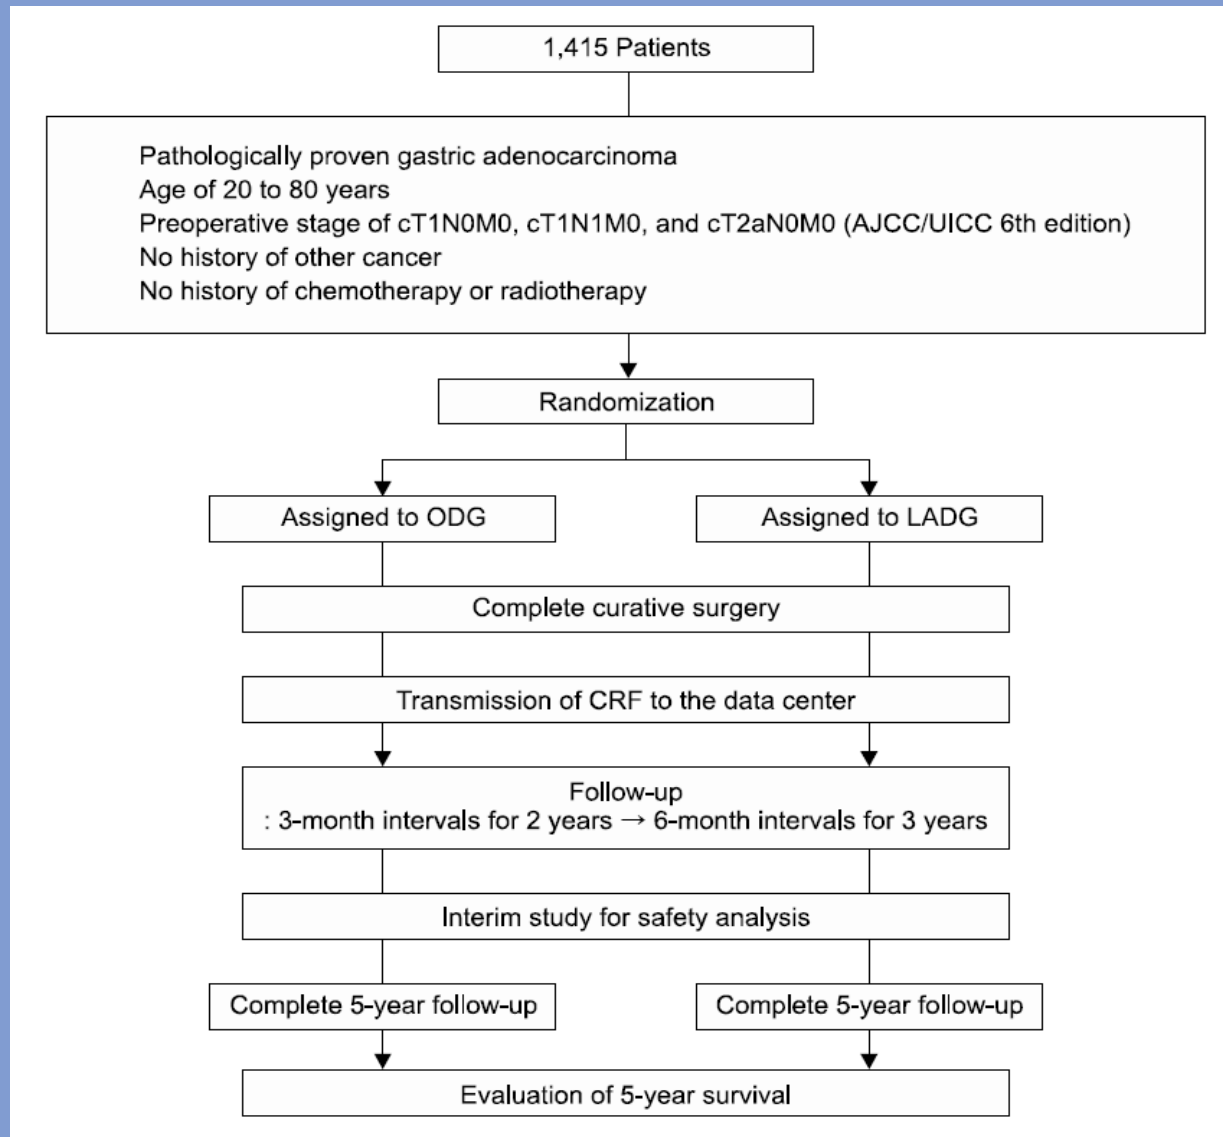 1,415 Patients
Pathologically proven gastric adenocarcinoma
Age of 20 to 80 years
Preoperative stage of cT1N0M0, cT1N1M0, and cT2aN0M0 (AJCC/UICC 6th edition)
No history of other cancer
No history of chemotherapy or radiotherapy
Randomization
Assigned to ODG
Assigned to LADG
Complete curative surgery
Transmission of CRF to the data center
Follow-up
: 3-month intervals for 2 years → 6-month intervals for 3 years
Interim study for safety analysis
Complete 5-year follow-up
Complete 5-year follow-up
Evaluation of 5-year survival